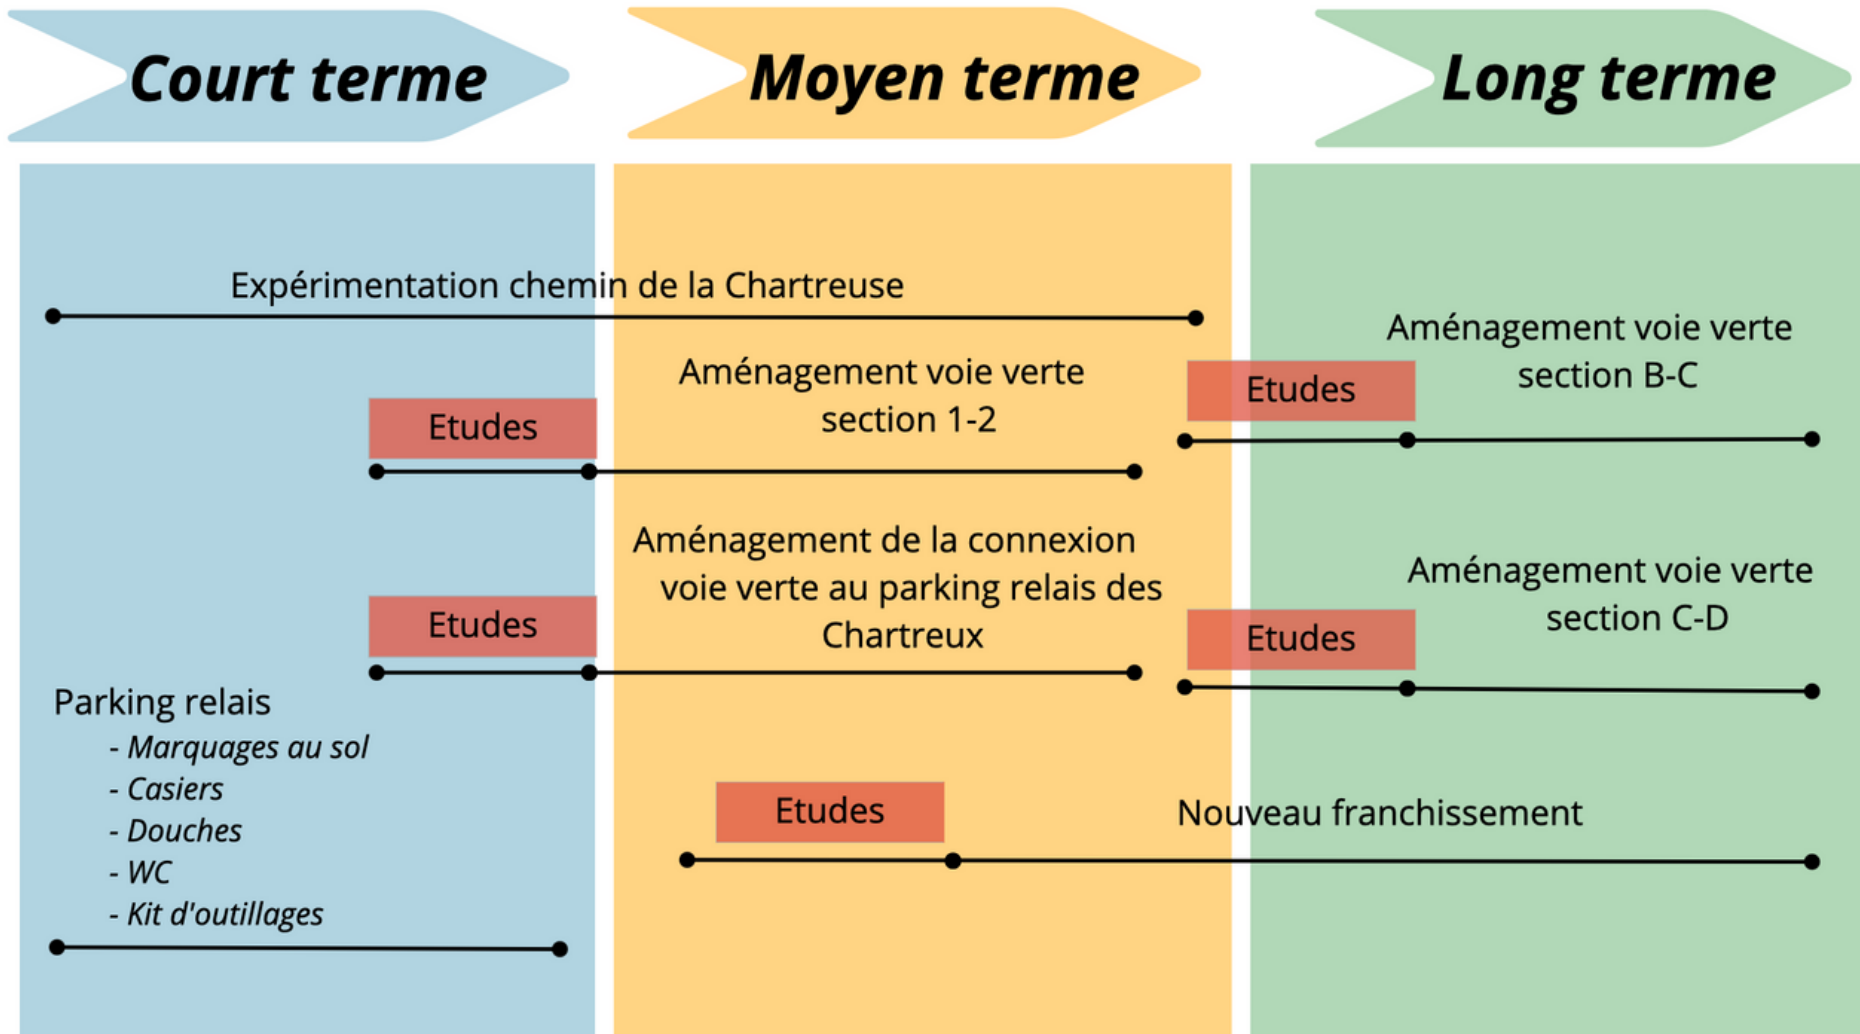 Court terme
Moyen terme
Long terme
Expérimentation chemin de la Chartreuse
Etudes
Aménagement voie verte
section 1-2
Etudes
Aménagement voie verte
section B-C
Etudes
Aménagement de la connexion
voie verte au parking relais des
Chartreux
Etudes
Aménagement voie verte
section C-D
Parking relais
- Marquages au sol
- Casiers
- Douches
- WC
- Kit d'outillages
Etudes
Nouveau franchissement